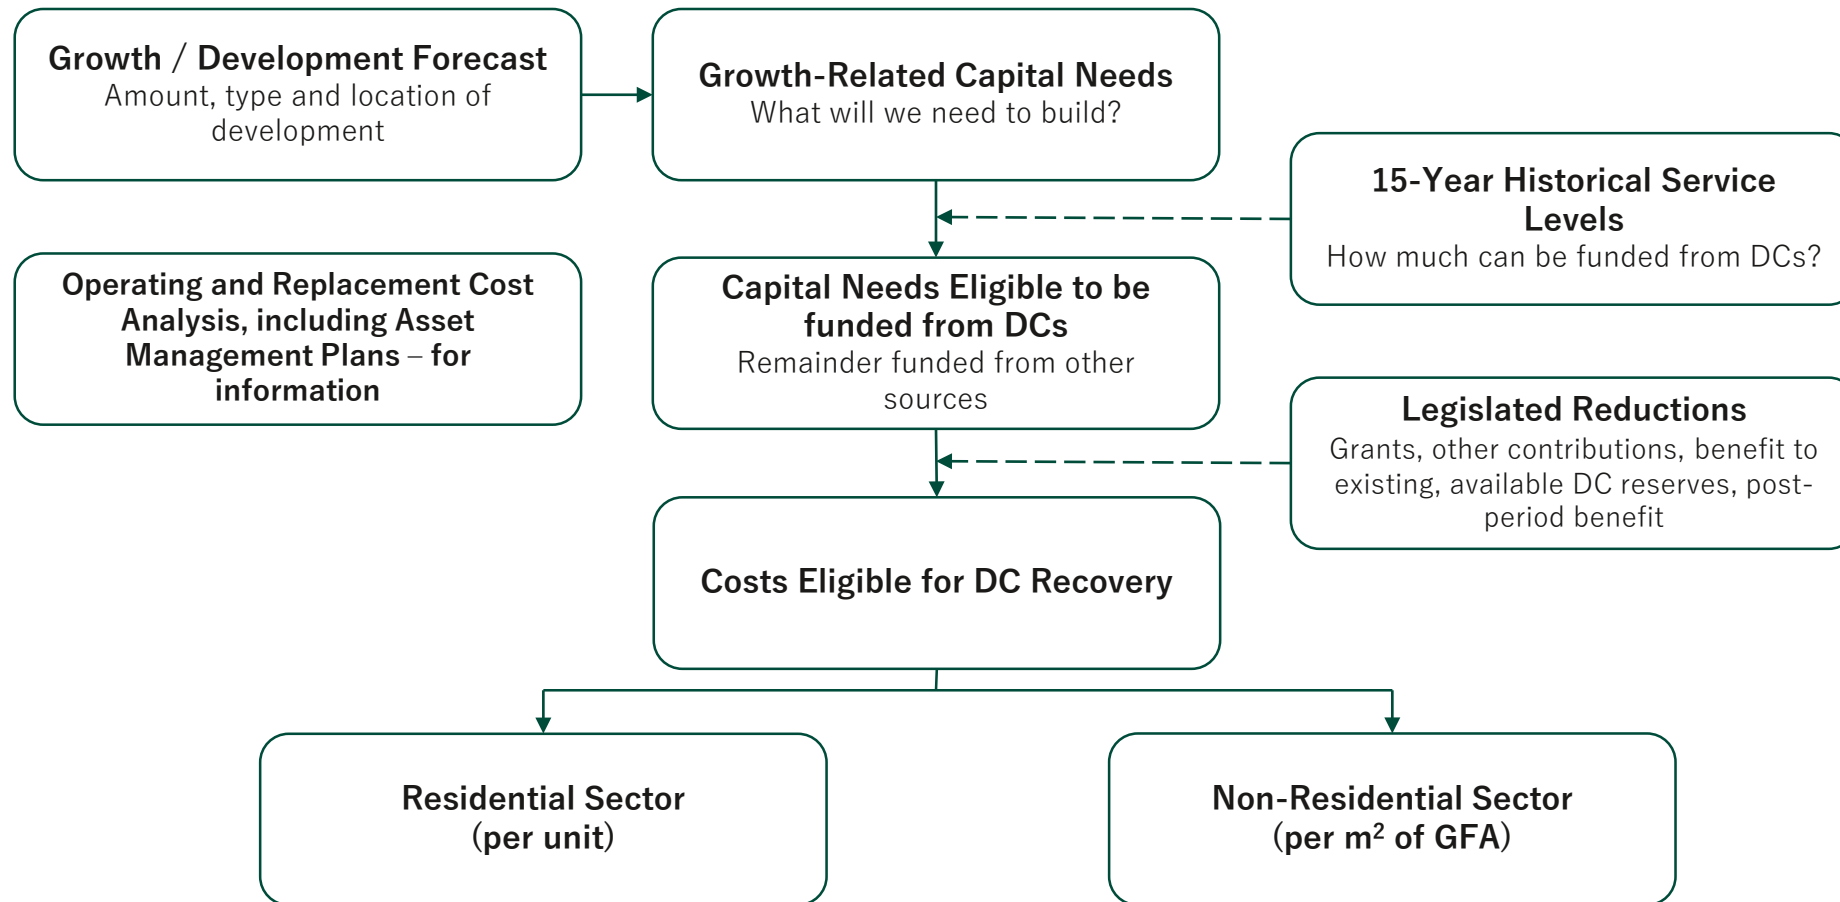 Growth / Development Forecast
Amount, type and location of
development
Growth-Related Capital Needs
What will we need to build?
15-Year Historical Service
Levels
How much can be funded from DCs?
Operating and Replacement Cost
Analysis, including Asset
Management Plans – for
information
Capital Needs Eligible to be
funded from DCs
Remainder funded from other
sources
Legislated Reductions
Grants, other contributions, benefit to
existing, available DC reserves, post-
period benefit
Costs Eligible for DC Recovery
Residential Sector
(per unit)
Non-Residential Sector
(per m² of GFA)